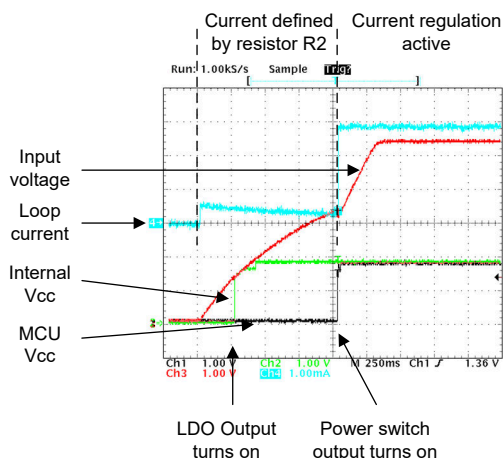 Current defined
by resistor R2
Current regulation
active
Run: 1.00kS/s Sample Trig?
Input
voltage
Loop
current
Internal
Vcc
MCU
Vcc
Ch1 1.00 V Ch2 1.00 V M 250ms Ch1 1.36 V
Ch3 1.00 V Ch4 1.00mA
LDO Output
turns on
Power switch
output turns on